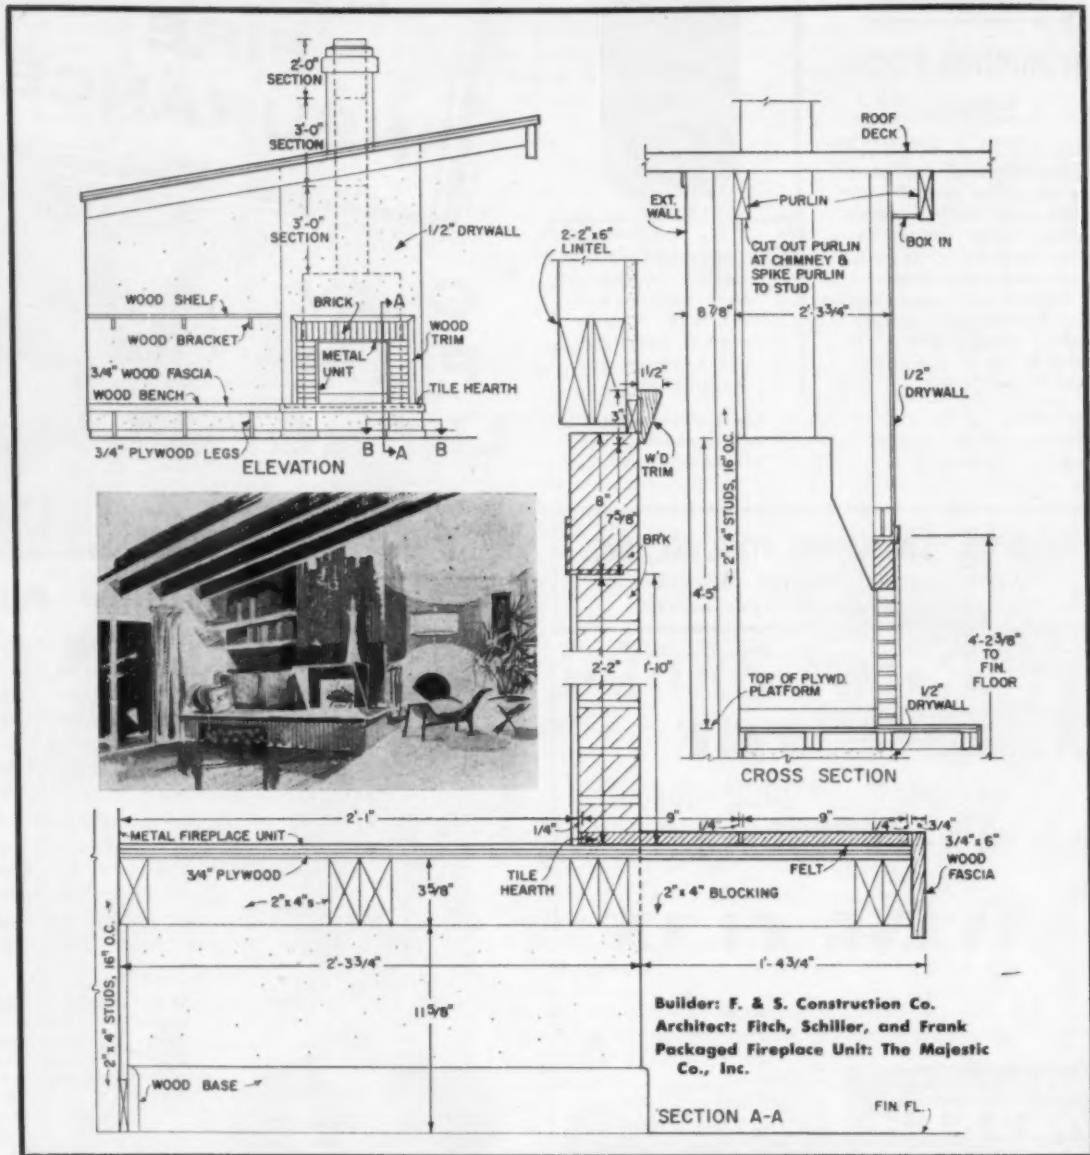 2'-0"
SECTION
3'-0"
SECTION
3'-0"
SECTION
1/2" DRYWALL
WOOD SHELF
BRICK
A
WOOD BRACKET
METAL
UNIT
WOOD
TRIM
3/4" WOOD FASCIA
WOOD BENCH
TILE HEARTH
B
A
B
3/4" PLYWOOD LEGS
ELEVATION
2-2"x6"
LINTEL
1 1/2"
3"
W'D
TRIM
8"
7 5/8"
BR'K
2'-2"
1'-10"
ROOF
DECK
EXT.
WALL
PURLIN
BOX IN
CUT OUT PURLIN
AT CHIMNEY &
SPIKE PURLIN
TO STUD
8 7/8"
2'-3 3/4"
1/2"
DRYWALL
2"x 4" STUDS, 16" O.C.
4'-5"
4'-2 3/8"
TO
FIN.
FLOOR
TOP OF PLYWD.
PLATFORM
1/2"
DRYWALL
CROSS SECTION
2'-1"
9"
9"
METAL FIREPLACE UNIT
1/4"
1/4"
1/4"
3/4"
3/4"x 6"
WOOD
FASCIA
3/4" PLYWOOD
TILE
HEARTH
FELT
2"x 4"s
3 5/8"
2"x 4" BLOCKING
2"x 4" STUDS, 16" O.C.
2'-3 3/4"
1'-4 3/4"
11 5/8"
Builder: F. & S. Construction Co.
Architect: Fitch, Schiller, and Frank
Packaged Fireplace Unit: The Majestic
Co., Inc.
WOOD BASE
SECTION A-A
FIN. FL.